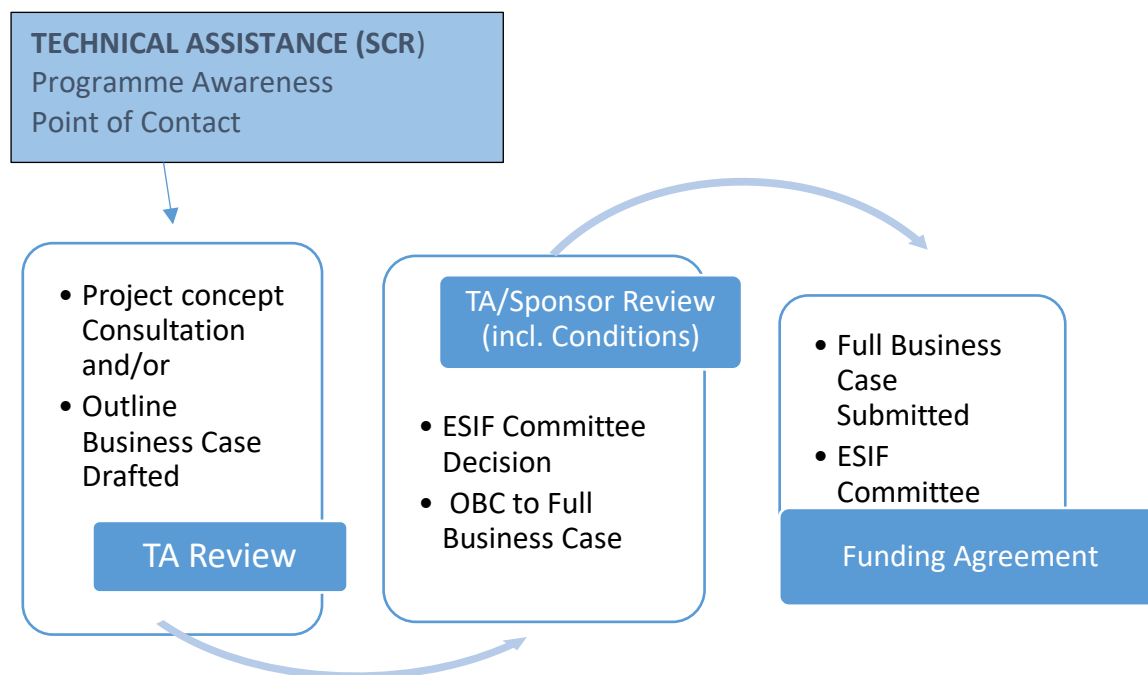 TECHNICAL ASSISTANCE (SCR)
Programme Awareness
Point of Contact
• Project concept
Consultation
and/or
• Outline
Business Case
Drafted
TA Review
TA/Sponsor Review
(incl. Conditions)
• ESIF Committee
Decision
• OBC to Full
Business Case
• Full Business
Case
Submitted
• ESIF
Committee
Funding Agreement